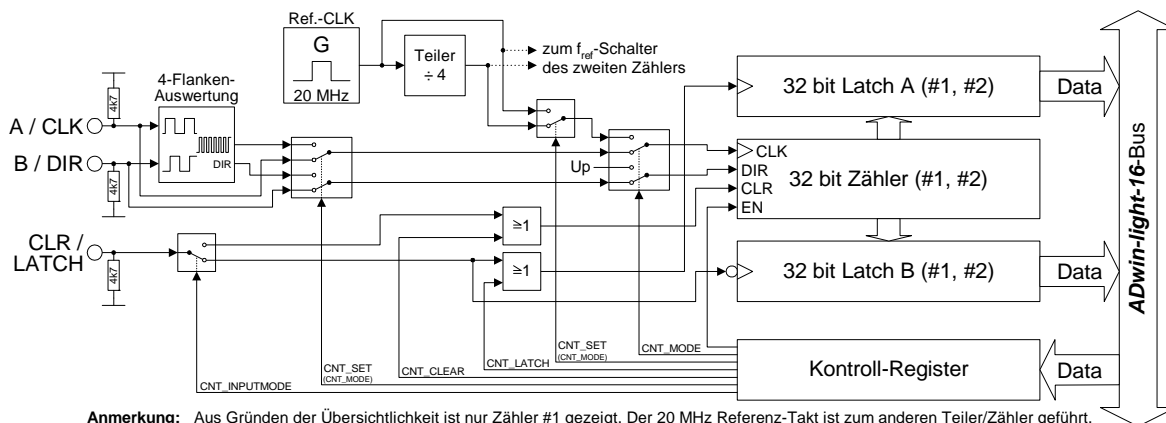 Ref.-CLK
G
20 MHz
Teiler
÷ 4
zum fref-Schalter
des zweiten Zählers
4-Flanken-
Auswertung
4k7
A / CLK
B / DIR
DIR
4k7
CLR /
LATCH
4k7
Up
≥1
≥1
32 bit Latch A (#1, #2)
Data
CLK
DIR
CLR
EN
32 bit Zähler (#1, #2)
32 bit Latch B (#1, #2)
Data
Kontroll-Register
Data
ADwin-light-16-Bus
CNT_INPUTMODE
CNT_SET
(CNT_MODE)
CNT_CLEAR
CNT_LATCH
CNT_SET
(CNT_MODE)
CNT_MODE
Anmerkung: Aus Gründen der Übersichtlichkeit ist nur Zähler #1 gezeigt. Der 20 MHz Referenz-Takt ist zum anderen Teiler/Zähler geführt.